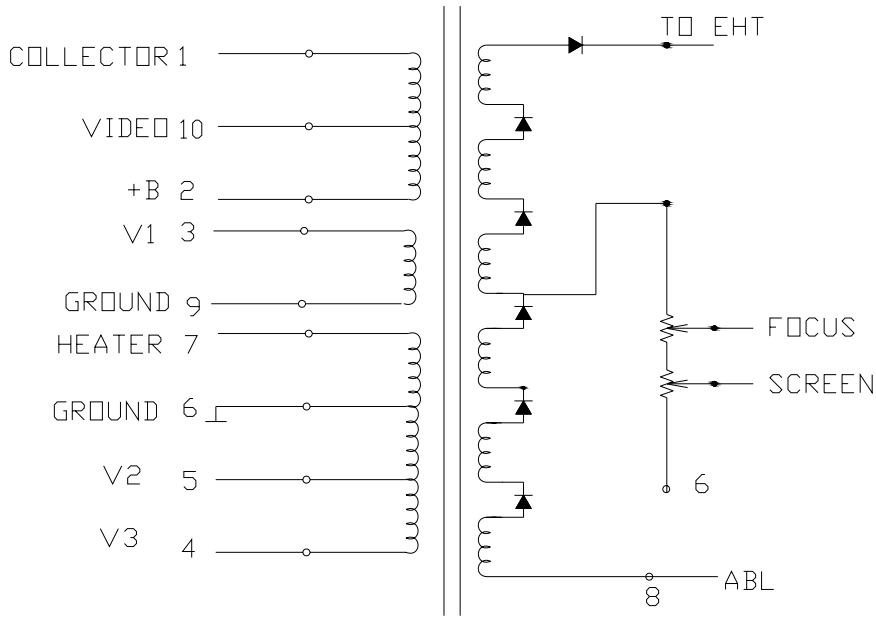 TO EHT
COLLECTOR 1
VIDEO 10
+B 2
V1 3
GROUND 9
HEATER 7
FOCUS
SCREEN
GROUND 6
V2 5
6
V3 4
ABL
8